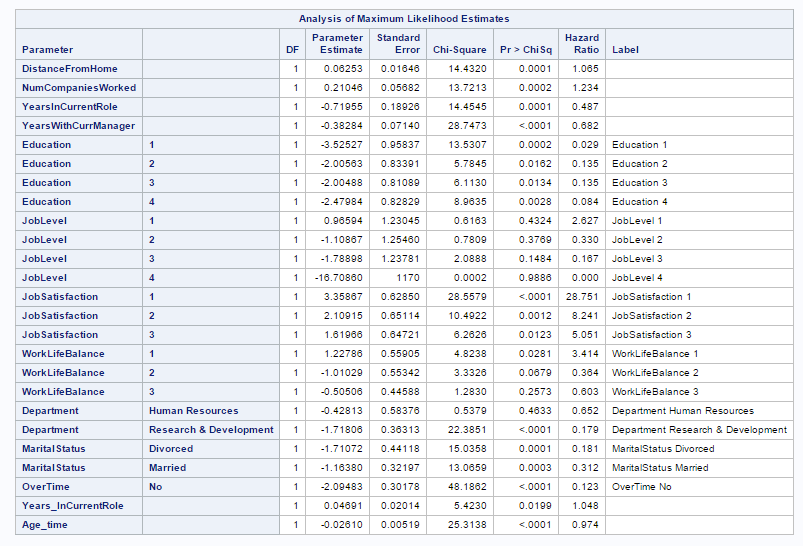 Analysis of Maximum Likelihood Estimates
Parameter DF Parameter Estimate Standard Error Chi-Square Pr > ChiSq Hazard Ratio Label
DistanceFromHome 1 0.06253 0.01646 14.4320 0.0001 1.065
NumCompaniesWorked 1 0.21046 0.05682 13.7213 0.0002 1.234
YearsInCurrentRole 1 -0.71955 0.18926 14.4545 0.0001 0.487
YearsWithCurrManager 1 -0.38284 0.07140 28.7473 <.0001 0.682
Education 1 1 -3.52527 0.95837 13.5307 0.0002 0.029 Education 1
Education 2 1 -2.00563 0.83391 5.7845 0.0162 0.135 Education 2
Education 3 1 -2.00488 0.81089 6.1130 0.0134 0.135 Education 3
Education 4 1 -2.47984 0.82829 8.9635 0.0028 0.084 Education 4
JobLevel 1 1 0.96594 1.23045 0.6163 0.4324 2.627 JobLevel 1
JobLevel 2 1 -1.10867 1.25460 0.7809 0.3769 0.330 JobLevel 2
JobLevel 3 1 -1.78898 1.23781 2.0888 0.1484 0.167 JobLevel 3
JobLevel 4 1 -16.70860 1170 0.0002 0.9886 0.000 JobLevel 4
JobSatisfaction 1 1 3.35867 0.62850 28.5579 <.0001 28.751 JobSatisfaction 1
JobSatisfaction 2 1 2.10915 0.65114 10.4922 0.0012 8.241 JobSatisfaction 2
JobSatisfaction 3 1 1.61966 0.64721 6.2626 0.0123 5.051 JobSatisfaction 3
WorkLifeBalance 1 1 1.22786 0.55905 4.8238 0.0281 3.414 WorkLifeBalance 1
WorkLifeBalance 2 1 -1.01029 0.55342 3.3326 0.0679 0.364 WorkLifeBalance 2
WorkLifeBalance 3 1 -0.50506 0.44588 1.2830 0.2573 0.603 WorkLifeBalance 3
Department Human Resources 1 -0.42813 0.58376 0.5379 0.4633 0.652 Department Human Resources
Department Research & Development 1 -1.71806 0.36313 22.3851 <.0001 0.179 Department Research & Development
MaritalStatus Divorced 1 -1.71072 0.44118 15.0358 0.0001 0.181 MaritalStatus Divorced
MaritalStatus Married 1 -1.16380 0.32197 13.0659 0.0003 0.312 MaritalStatus Married
OverTime No 1 -2.09483 0.30178 48.1862 <.0001 0.123 OverTime No
Years_InCurrentRole 1 0.04691 0.02014 5.4230 0.0199 1.048
Age_time 1 -0.02610 0.00519 25.3138 <.0001 0.974